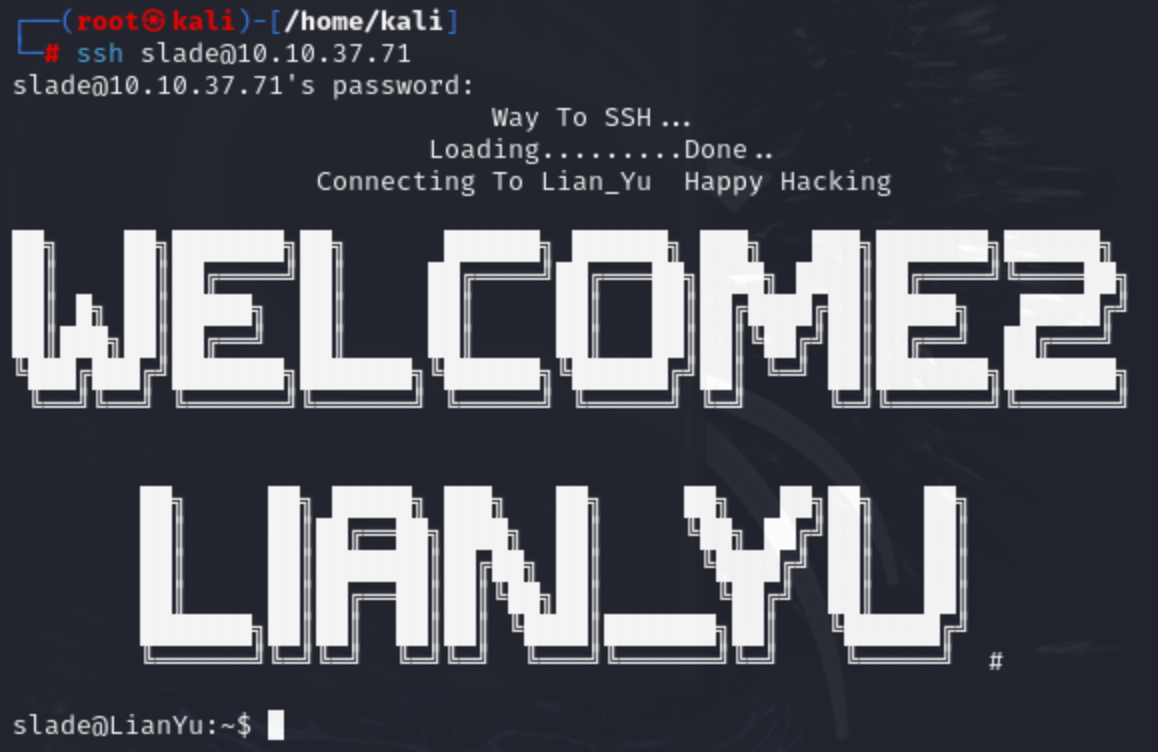 (root㉿kali)-[/home/kali]
# ssh slade@10.10.37.71
slade@10.10.37.71's password:
Way To SSH...
Loading.........Done..
Connecting To Lian_Yu  Happy Hacking
WELCOME2
LIAN_YU #
slade@LianYu:~$